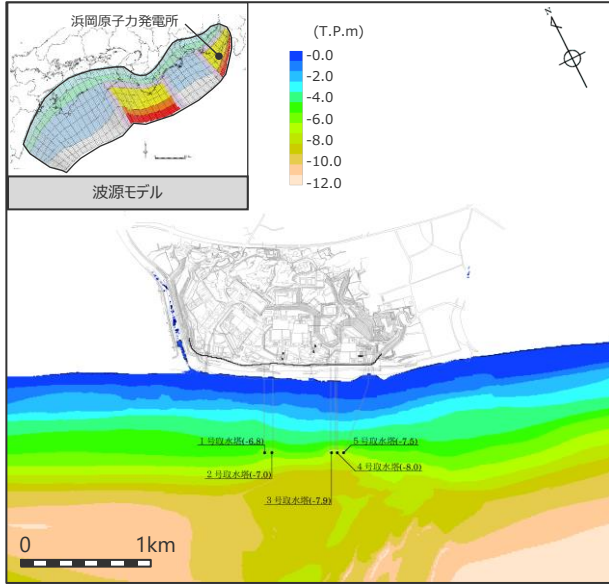 浜岡原子力発電所
波源モデル
(T.P.m)
-0.0
-2.0
-4.0
-6.0
-8.0
-10.0
-12.0
N
1号取水塔(-6.8)
5号取水塔(-7.5)
2号取水塔(-7.0)
4号取水塔(-8.0)
3号取水塔(-7.9)
0 1km